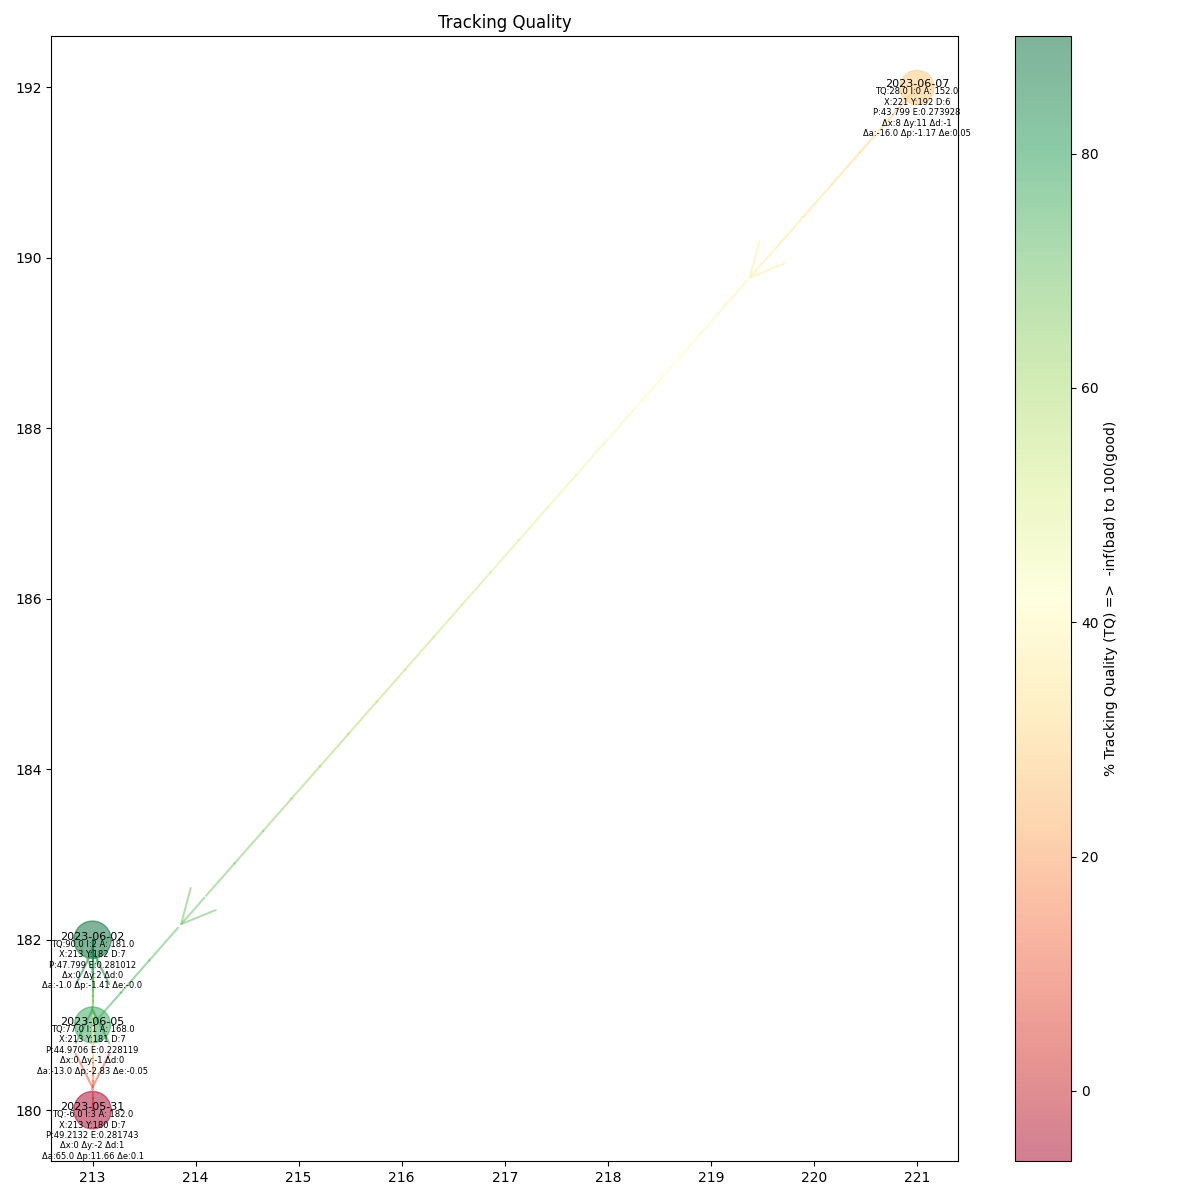 Tracking Quality
192
190
188
186
184
182
180
2023-06-07
TQ:28.0 I:0 A: 152.0
X:221 Y:192 D:6
P:43.799 E:0.273928
Δx:8 Δy:11 Δd:-1
Δa:-16.0 Δp:-1.17 Δe:0.05
2023-06-02
TQ:90.0 I:2 A: 181.0
X:213 Y:182 D:7
P:47.799 E:0.281012
Δx:0 Δy:2 Δd:0
Δa:-1.0 Δp:-1.41 Δe:-0.0
2023-06-05
TQ:77.0 I:1 A: 168.0
X:213 Y:181 D:7
P:44.9706 E:0.228119
Δx:0 Δy:-1 Δd:0
Δa:-13.0 Δp:-2.83 Δe:-0.05
2023-05-31
TQ:-6.0 I:3 A: 182.0
X:213 Y:180 D:7
P:49.2132 E:0.281743
Δx:0 Δy:-2 Δd:1
Δa:65.0 Δp:11.66 Δe:0.1
213 214 215 216 217 218 219 220 221
80
60
40
20
0
% Tracking Quality (TQ) => -inf(bad) to 100(good)